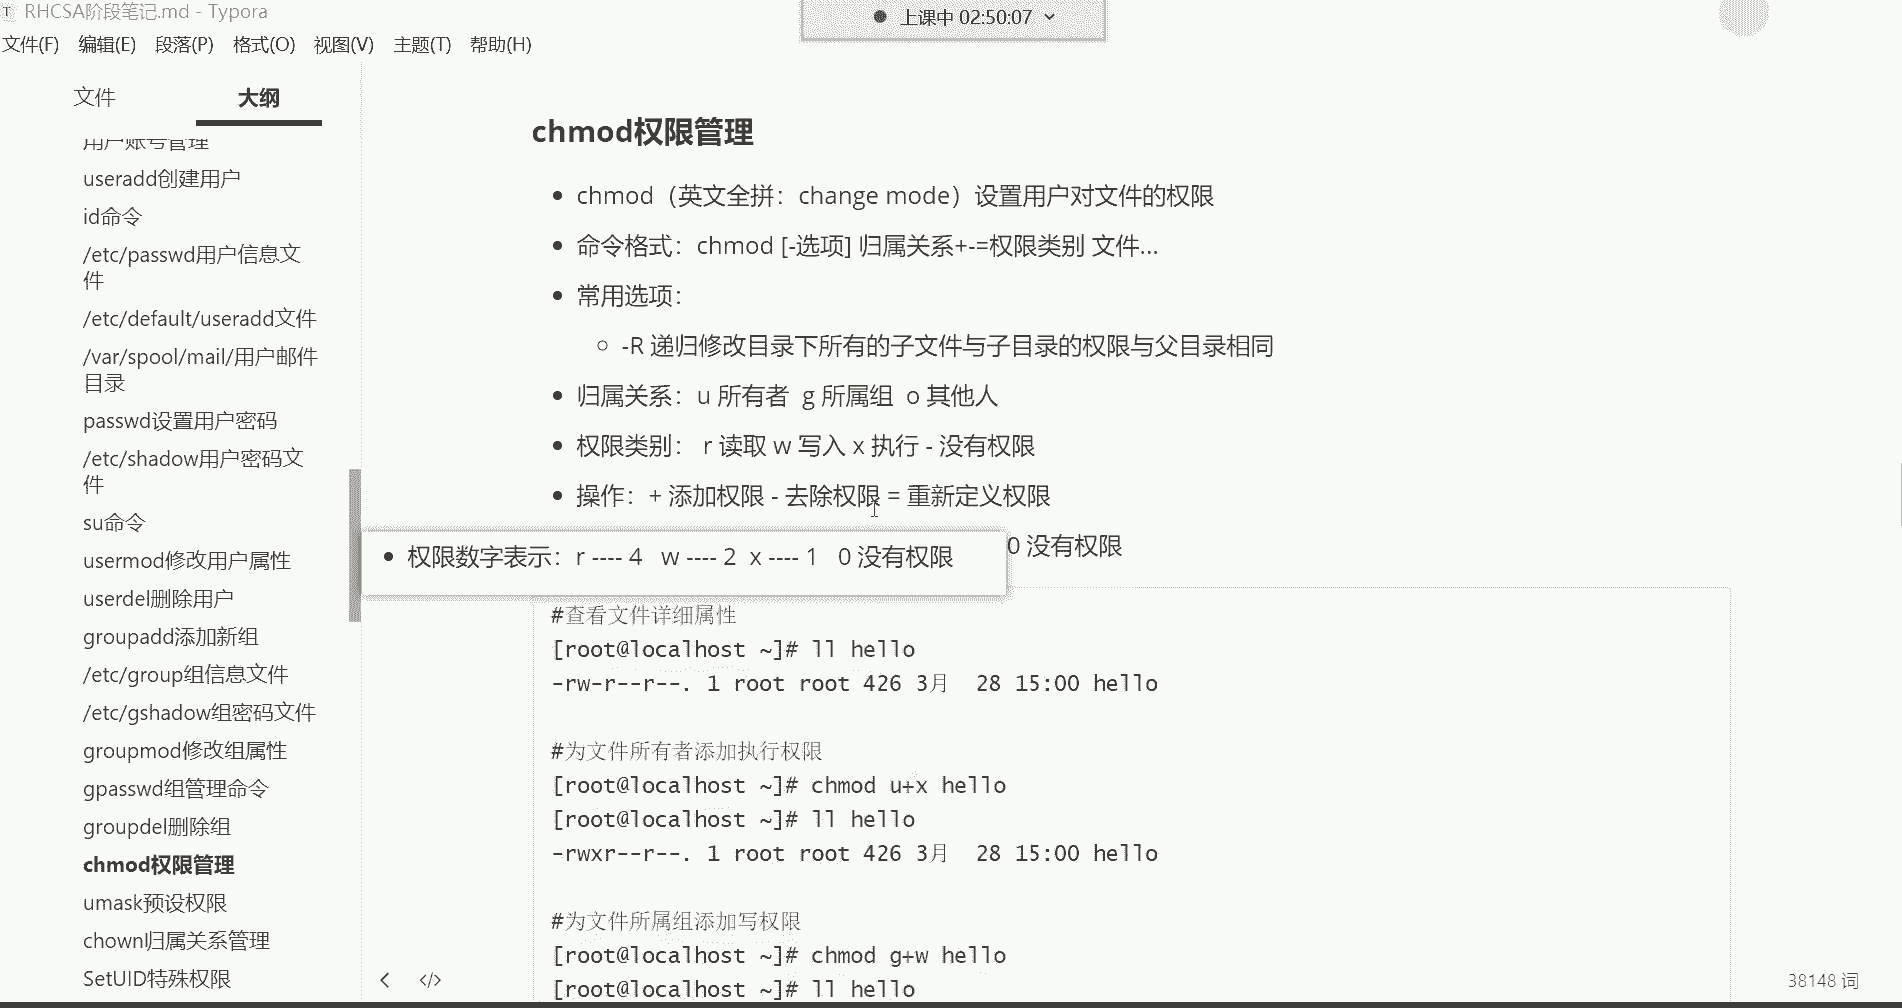 RHCSA阶段笔记.md - Typora
上课中 02:50:07
文件(F) 编辑(E) 段落(P) 格式(O) 视图(V) 主题(T) 帮助(H)
文件 大纲
用户账号管理
useradd创建用户
id命令
/etc/passwd用户信息文
件
/etc/default/useradd文件
/var/spool/mail/用户邮件
目录
passwd设置用户密码
/etc/shadow用户密码文
件
su命令
usermod修改用户属性
userdel删除用户
groupadd添加新组
/etc/group组信息文件
/etc/gshadow组密码文件
groupmod修改组属性
gpasswd组管理命令
groupdel删除组
chmod权限管理
umask预设权限
chown归属关系管理
SetUID特殊权限
chmod权限管理
chmod（英文全拼：change mode）设置用户对文件的权限
命令格式：chmod [-选项] 归属关系+-=权限类别 文件...
常用选项：
-R 递归修改目录下所有的子文件与子目录的权限与父目录相同
归属关系：u 所有者 g 所属组 o 其他人
权限类别： r 读取 w 写入 x 执行 - 没有权限
操作：+ 添加权限 - 去除权限 = 重新定义权限
0 没有权限
权限数字表示：r ---- 4 w ---- 2 x ---- 1 0 没有权限
#查看文件详细属性
[root@localhost ~]# ll hello
-rw-r--r--. 1 root root 426 3月 28 15:00 hello
#为文件所有者添加执行权限
[root@localhost ~]# chmod u+x hello
[root@localhost ~]# ll hello
-rwxr--r--. 1 root root 426 3月 28 15:00 hello
#为文件所属组添加写权限
[root@localhost ~]# chmod g+w hello
[root@localhost ~]# ll hello
38148 词